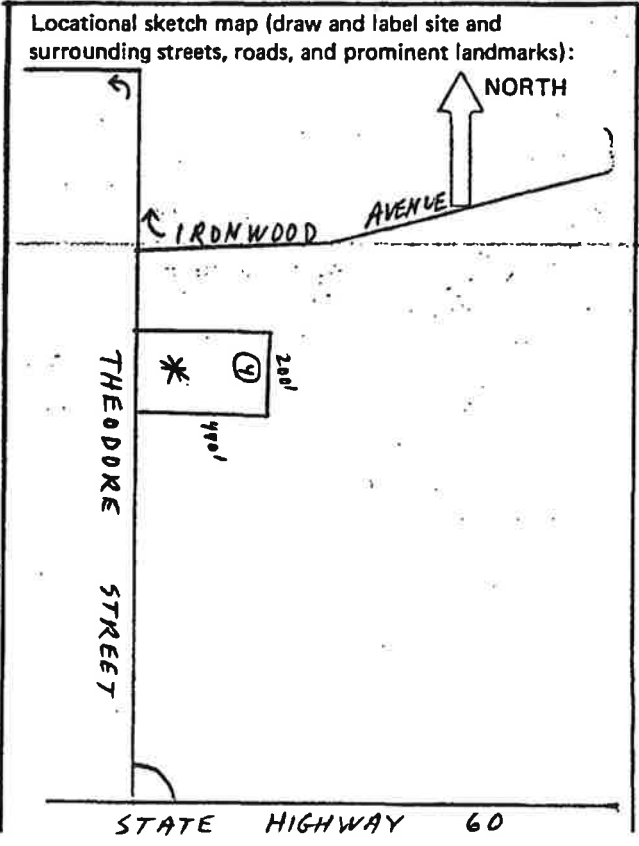 Locational sketch map (draw and label site and
surrounding streets, roads, and prominent landmarks):
NORTH
IRONWOOD AVENUE
THEODORE STREET
* 4
200'
400'
STATE HIGHWAY 60